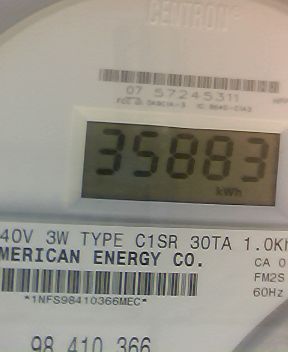 CENTRON®
07 57245311
35883
kWh
40V 3W TYPE C1SR 30TA 1.0Kh
MERICAN ENERGY CO.
CA 0
FM2S
60Hz
*1NFS98410366MEC*
98 410 366